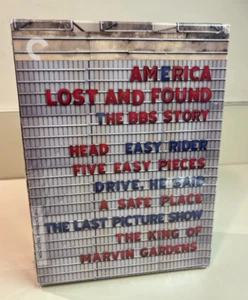 AMERICA
LOST AND FOUND
THE BBS STORY
HEAD EASY RIDER
FIVE EASY PIECES
DRIVE, HE SAID
A SAFE PLACE
THE LAST PICTURE SHOW
THE KING OF
MARVIN GARDENS